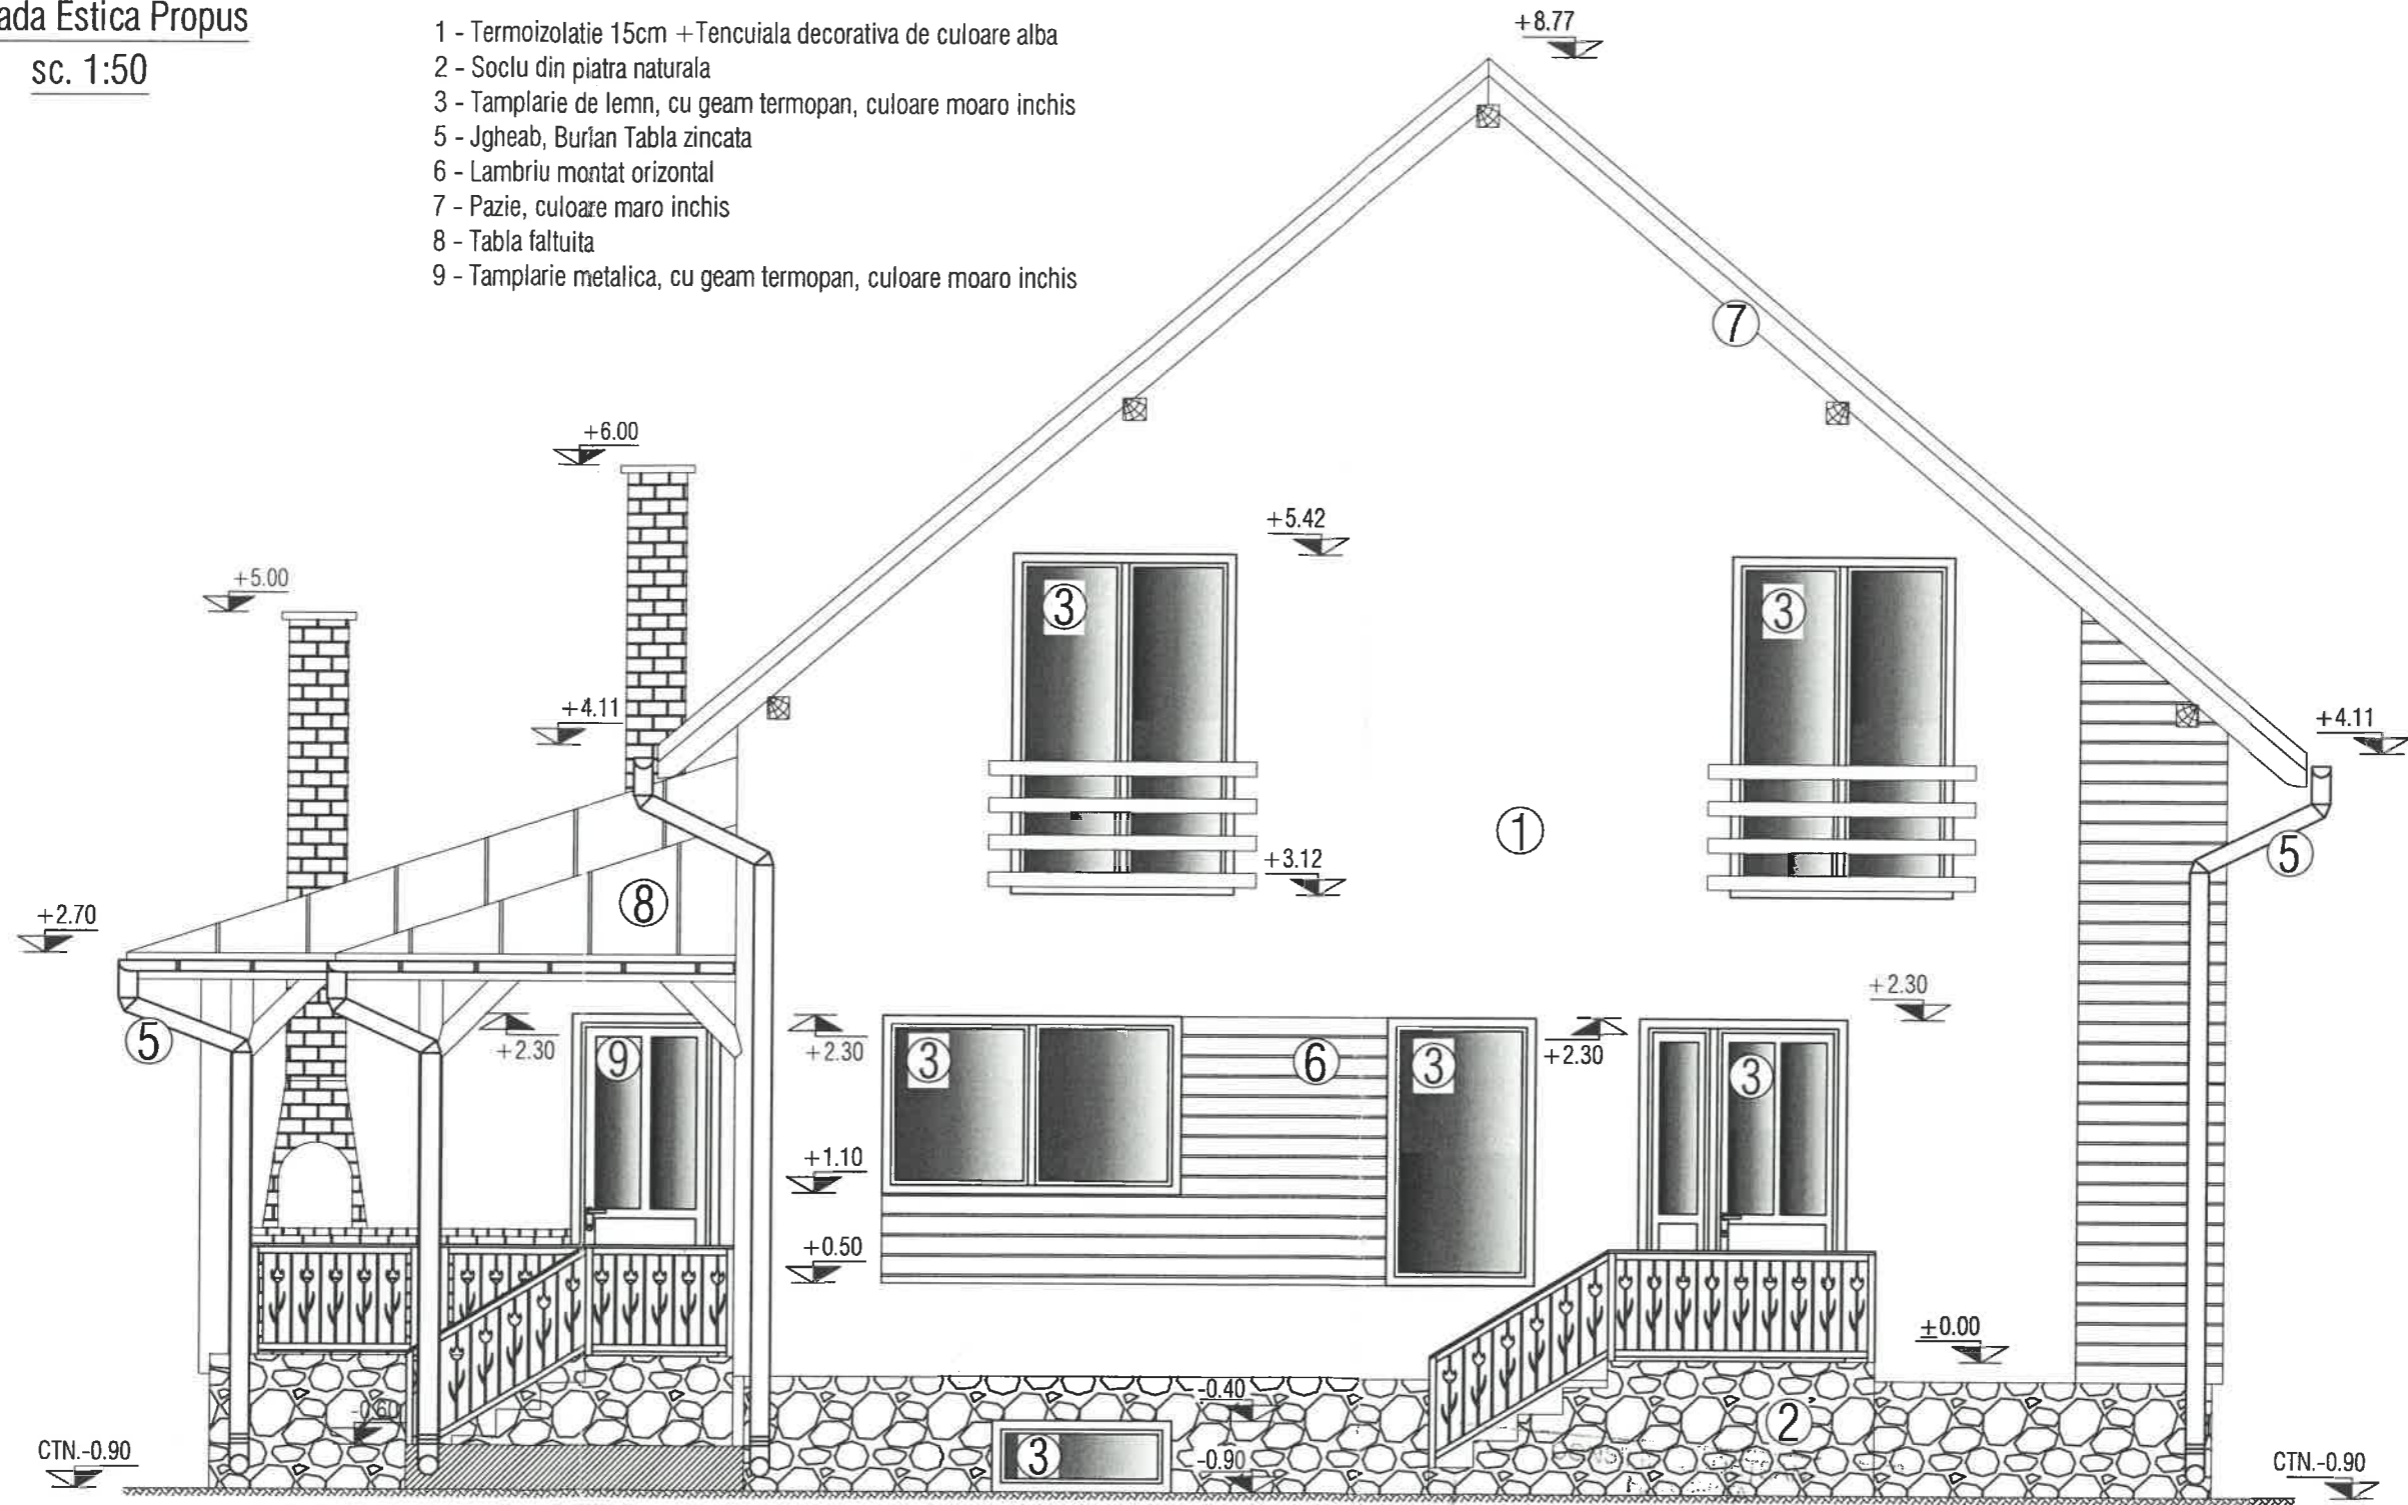 ada Estica Propus
sc. 1:50
1 - Termoizolatie 15cm +Tencuiala decorativa de culoare alba
2 - Soclu din piatra naturala
3 - Tamplarie de lemn, cu geam termopan, culoare moaro inchis
5 - Jgheab, Burlan Tabla zincata
6 - Lambriu montat orizontal
7 - Pazie, culoare maro inchis
8 - Tabla faltuita
9 - Tamplarie metalica, cu geam termopan, culoare moaro inchis
+8.77
7
+6.00
+5.42
+5.00
3
3
+4.11
+4.11
1
5
+3.12
8
+2.70
+2.30
5
+2.30
9
+2.30
3
6
3
+2.30
3
+1.10
+0.50
±0.00
-0.40
-0.60
2
CTN.-0.90
3
-0.90
CTN.-0.90